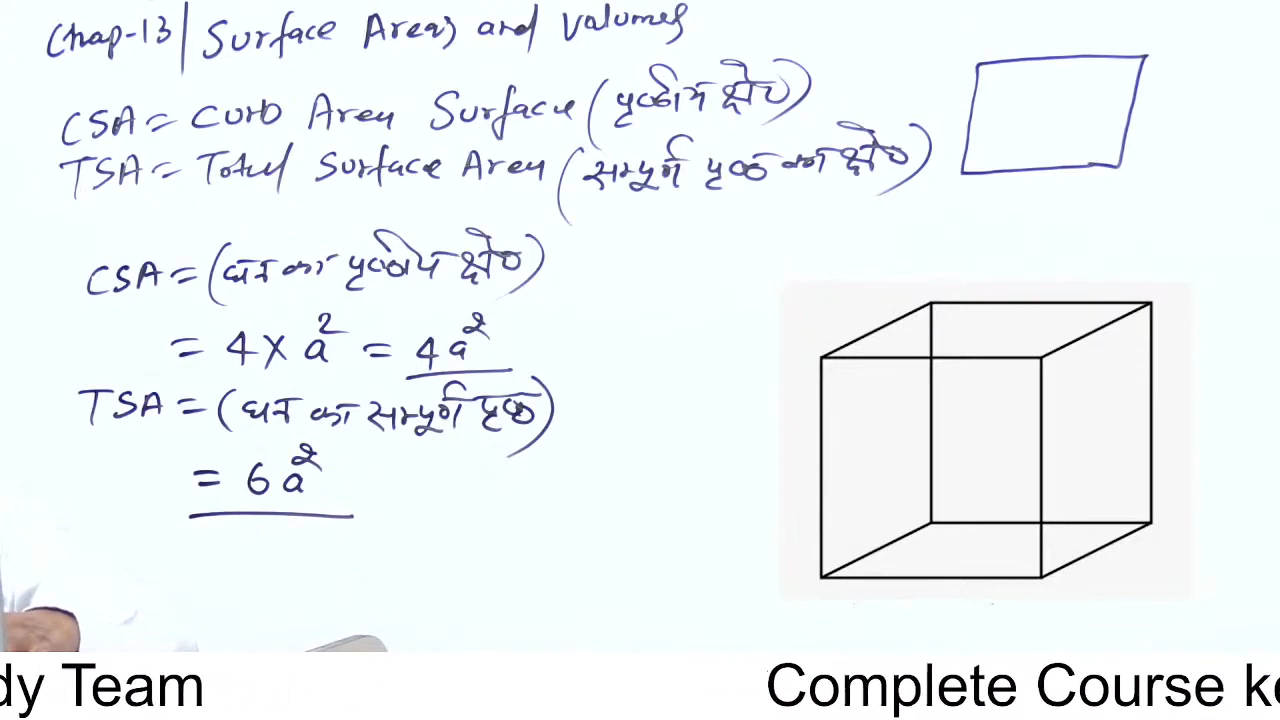 Chap-13 | Surface Areas and Volumes
CSA = Curb Area Surface (पृष्ठीय क्षेत्र)
TSA = Total Surface Area (सम्पूर्ण पृष्ठ का क्षेत्र)
CSA = (घन का पृष्ठीय क्षेत्र)
= 4 × a² = 4a²
TSA = (घन का सम्पूर्ण पृष्ठ)
= 6a²
dy Team Complete Course ke